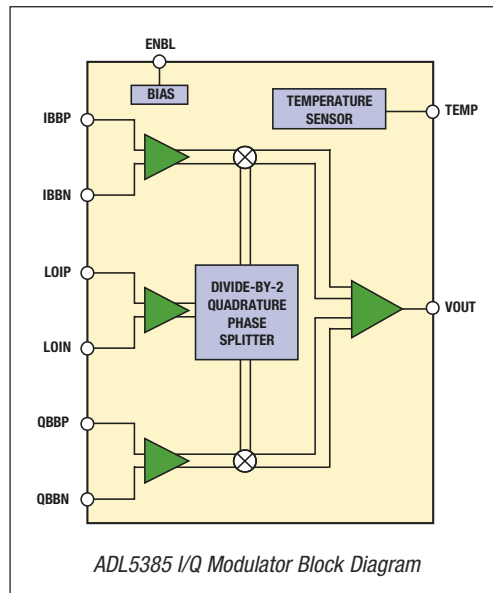 ENBL
BIAS
TEMPERATURE
SENSOR
TEMP
IBBP
IBBN
LOIP
LOIN
DIVIDE-BY-2
QUADRATURE
PHASE
SPLITTER
VOUT
QBBP
QBBN
ADL5385 I/Q Modulator Block Diagram